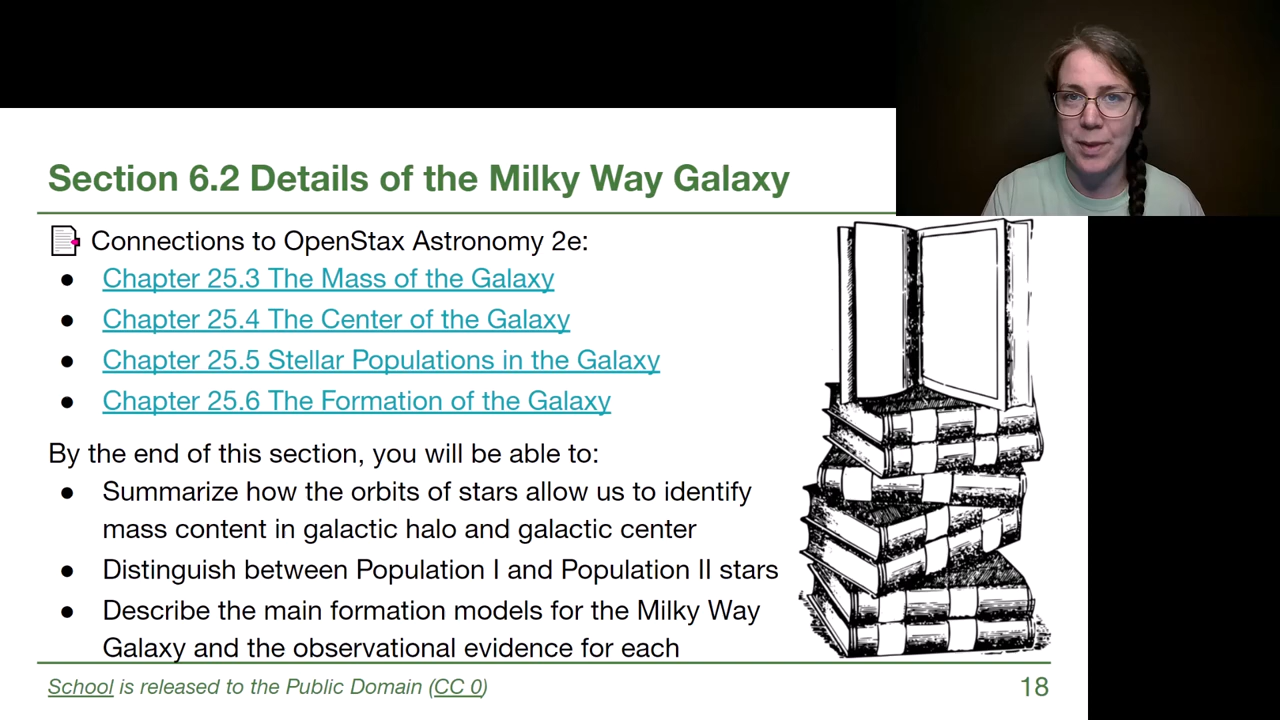 Section 6.2 Details of the Milky Way Galaxy
Connections to OpenStax Astronomy 2e:
● Chapter 25.3 The Mass of the Galaxy
● Chapter 25.4 The Center of the Galaxy
● Chapter 25.5 Stellar Populations in the Galaxy
● Chapter 25.6 The Formation of the Galaxy
By the end of this section, you will be able to:
● Summarize how the orbits of stars allow us to identify
mass content in galactic halo and galactic center
● Distinguish between Population I and Population II stars
● Describe the main formation models for the Milky Way
Galaxy and the observational evidence for each
School is released to the Public Domain (CC 0)
18